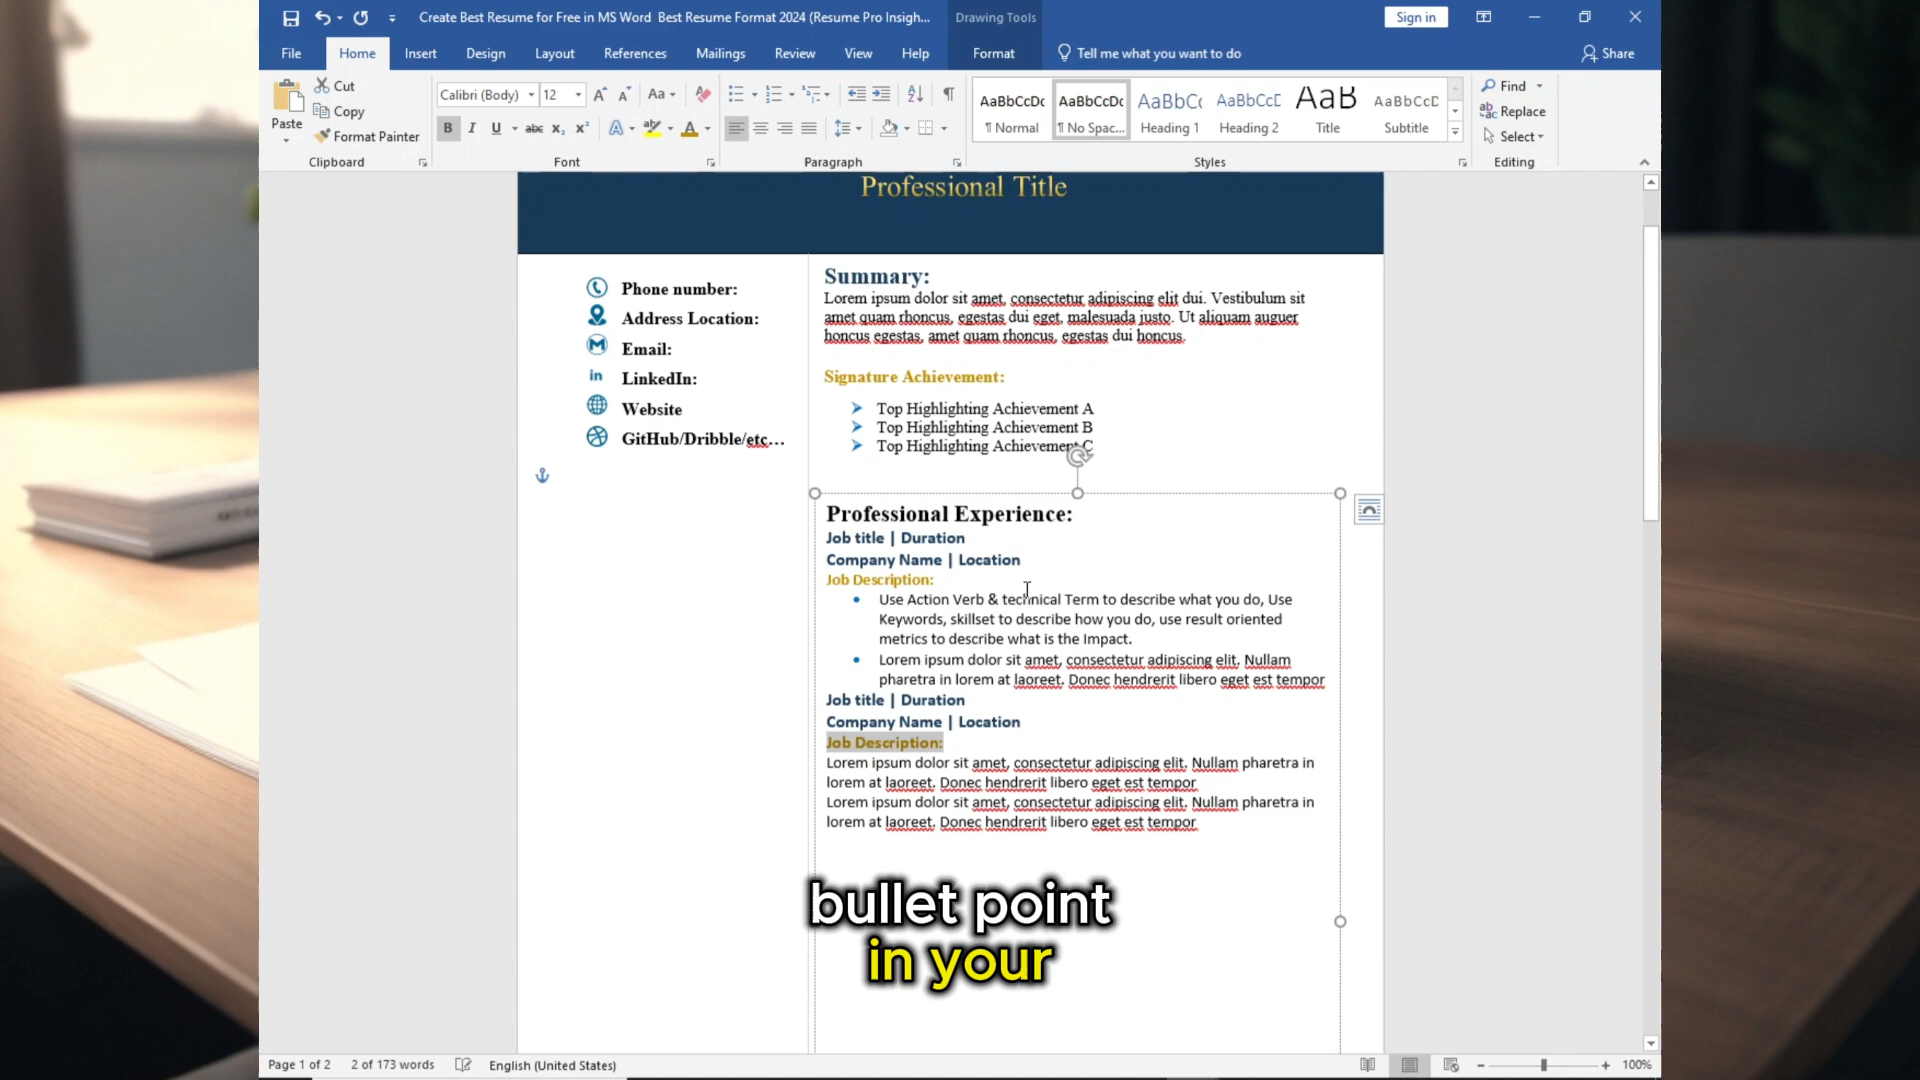 Create Best Resume for Free in MS Word Best Resume Format 2024 (Resume Pro Insigh...
Drawing Tools
Sign in
File
Home
Insert
Design
Layout
References
Mailings
Review
View
Help
Format
Tell me what you want to do
Share
Paste
Cut
Copy
Format Painter
Clipboard
Calibri (Body)
12
Font
Paragraph
AaBbCcDc
¶ Normal
AaBbCcDc
¶ No Spac...
AaBbCc
Heading 1
AaBbCcD
Heading 2
AaB
Title
AaBbCcD
Subtitle
Styles
Find
Replace
Select
Editing
Professional Title
Phone number:
Address Location:
Email:
LinkedIn:
Website
GitHub/Dribble/etc...
Summary:
Lorem ipsum dolor sit amet, consectetur adipiscing elit dui. Vestibulum sit
amet quam rhoncus, egestas dui eget, malesuada justo. Ut aliquam auguer
honcus egestas, amet quam rhoncus, egestas dui honcus.
Signature Achievement:
Top Highlighting Achievement A
Top Highlighting Achievement B
Top Highlighting Achievement C
Professional Experience:
Job title | Duration
Company Name | Location
Job Description:
Use Action Verb & technical Term to describe what you do, Use
Keywords, skillset to describe how you do, use result oriented
metrics to describe what is the Impact.
Lorem ipsum dolor sit amet, consectetur adipiscing elit. Nullam
pharetra in lorem at laoreet. Donec hendrerit libero eget est tempor
Job title | Duration
Company Name | Location
Job Description:
Lorem ipsum dolor sit amet, consectetur adipiscing elit. Nullam pharetra in
lorem at laoreet. Donec hendrerit libero eget est tempor
Lorem ipsum dolor sit amet, consectetur adipiscing elit. Nullam pharetra in
lorem at laoreet. Donec hendrerit libero eget est tempor
bullet point
in your
Page 1 of 2
2 of 173 words
English (United States)
100%